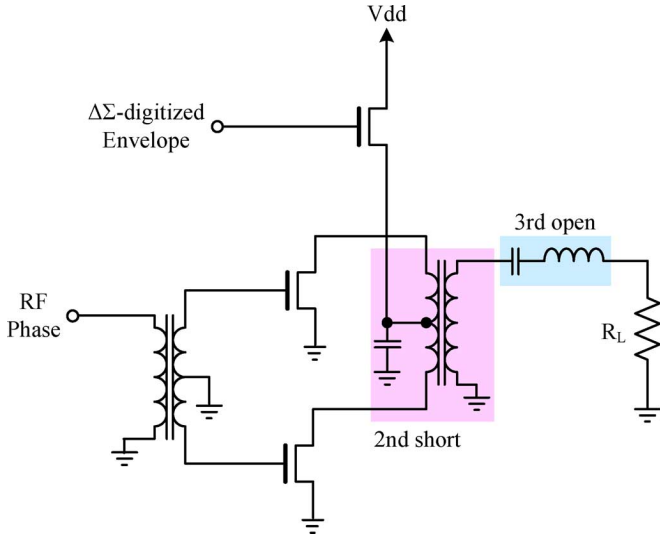 Vdd
ΔΣ-digitized
Envelope
3rd open
RF
Phase
R_L
2nd short